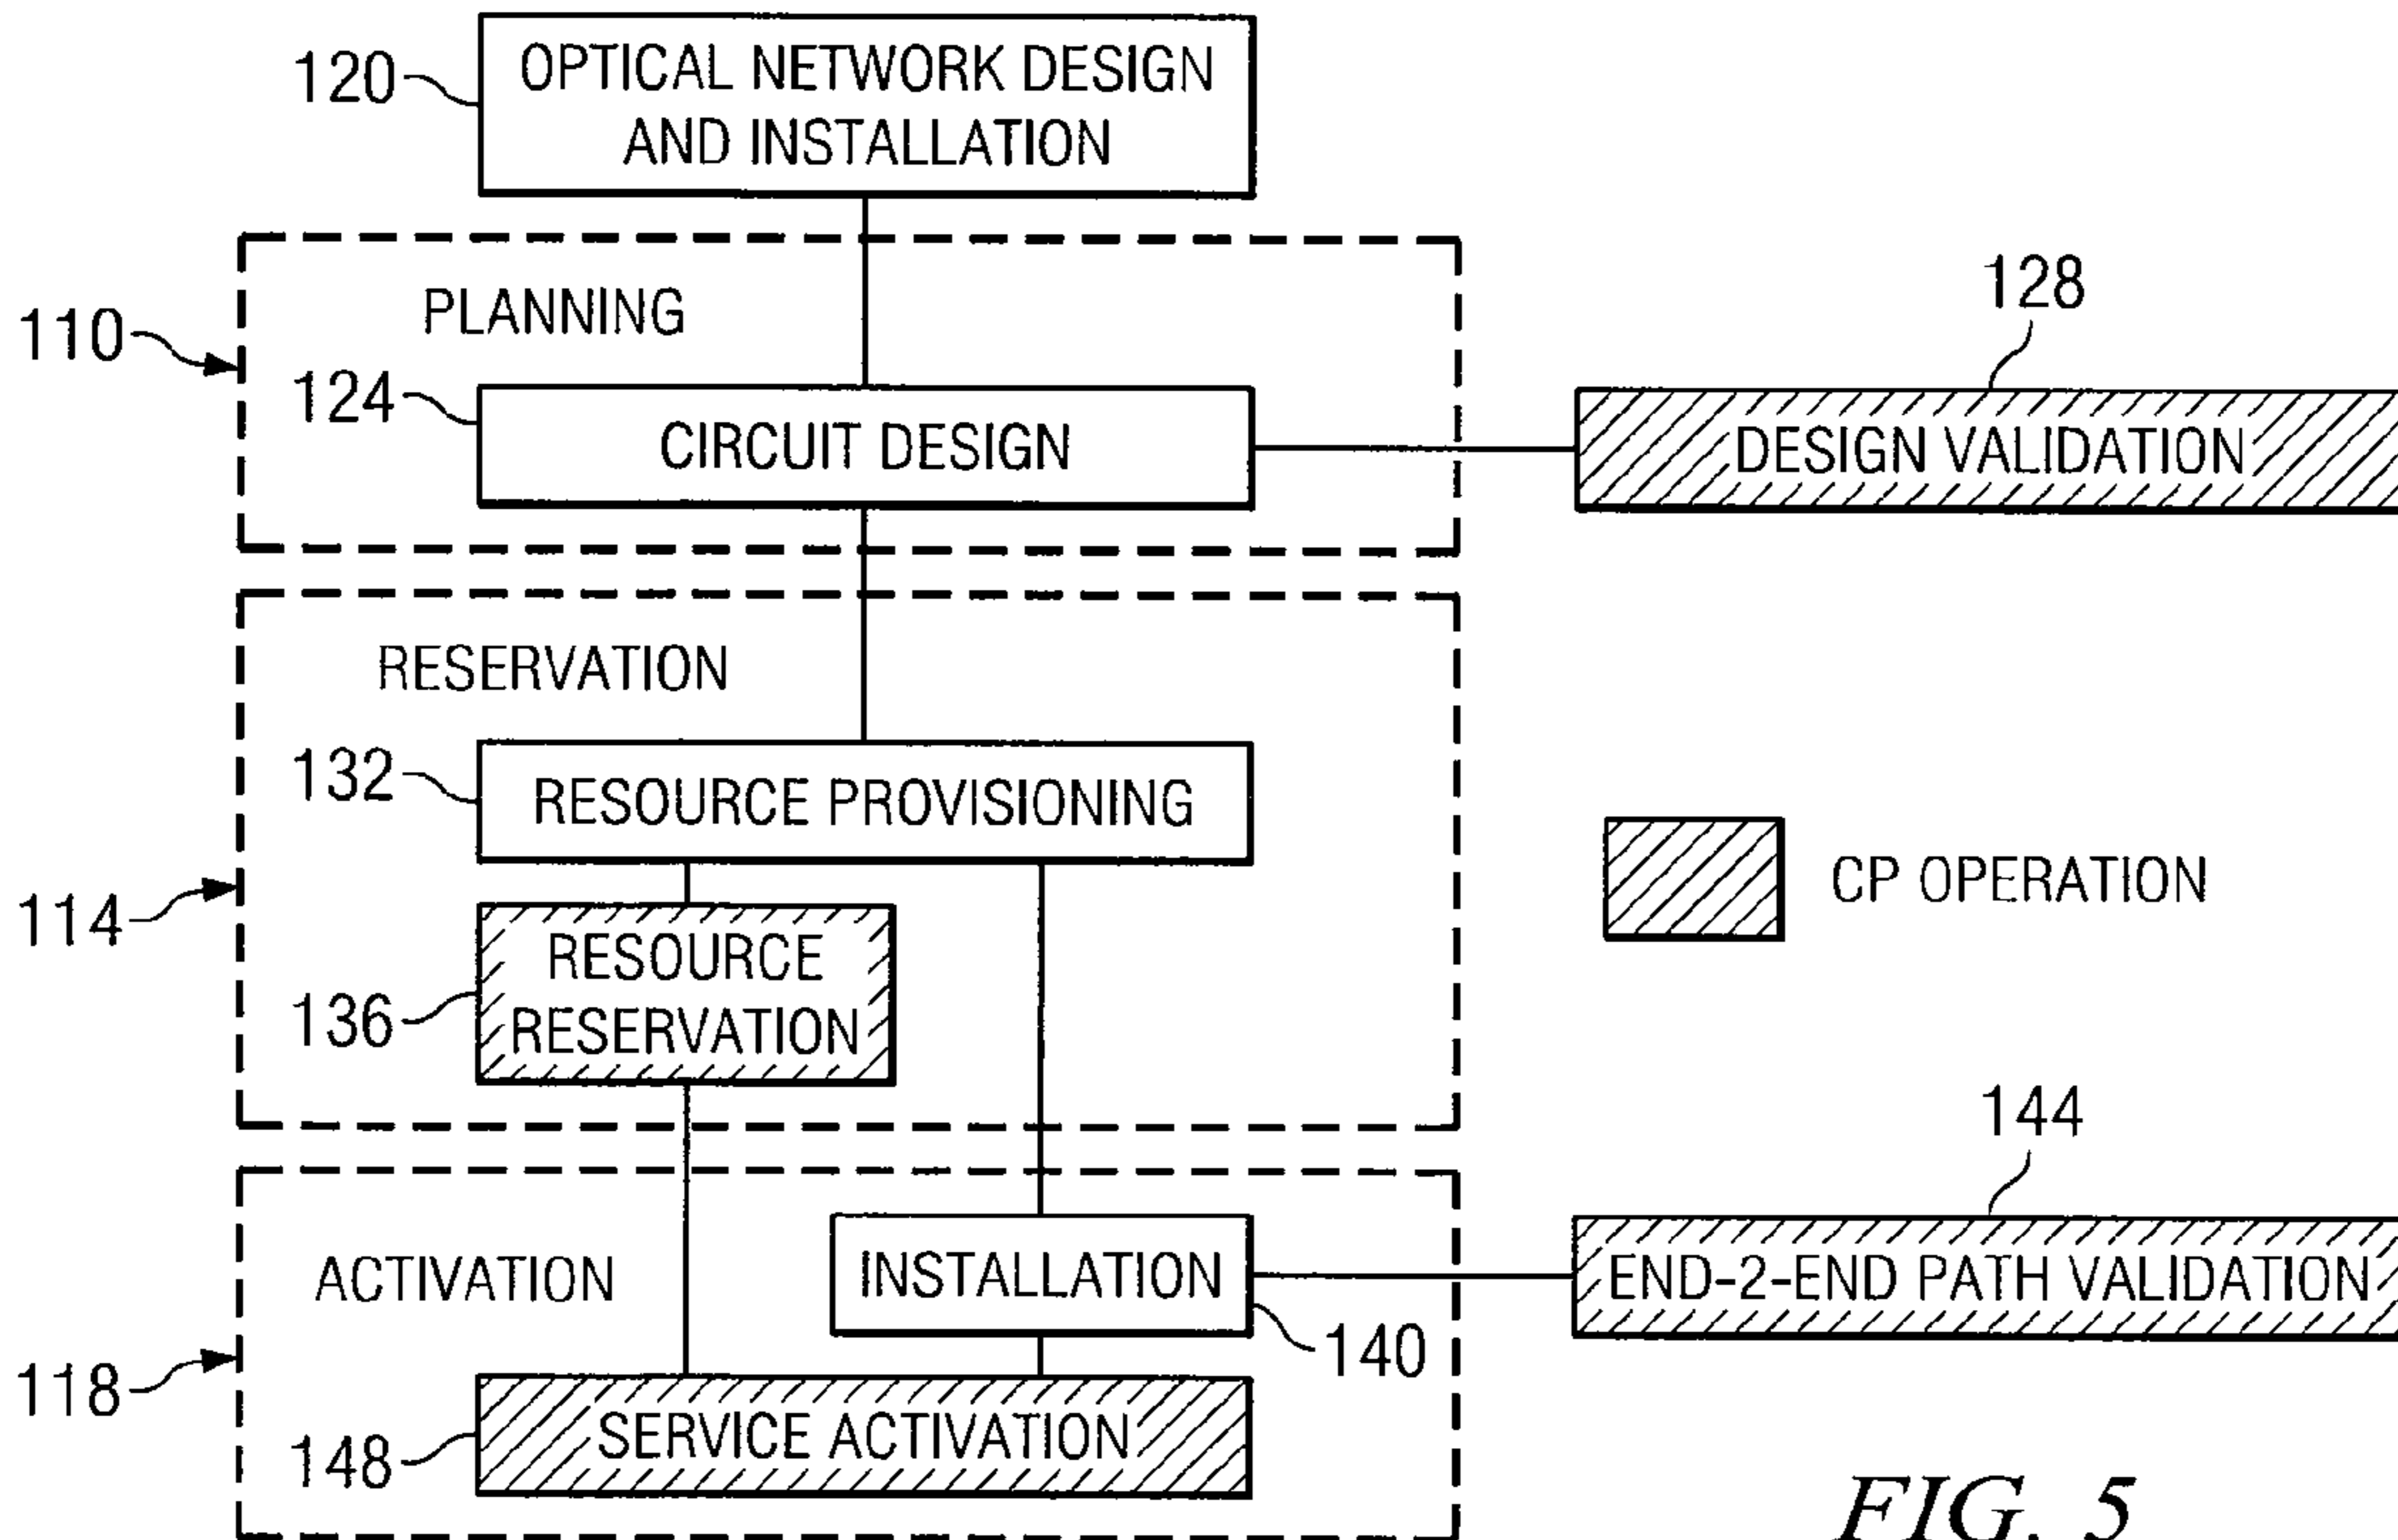 120
OPTICAL NETWORK DESIGN
AND INSTALLATION
110
PLANNING
124
CIRCUIT DESIGN
128
DESIGN VALIDATION
114
RESERVATION
132
RESOURCE PROVISIONING
136
RESOURCE
RESERVATION
CP OPERATION
118
ACTIVATION
INSTALLATION
140
144
END-2-END PATH VALIDATION
148
SERVICE ACTIVATION
FIG. 5